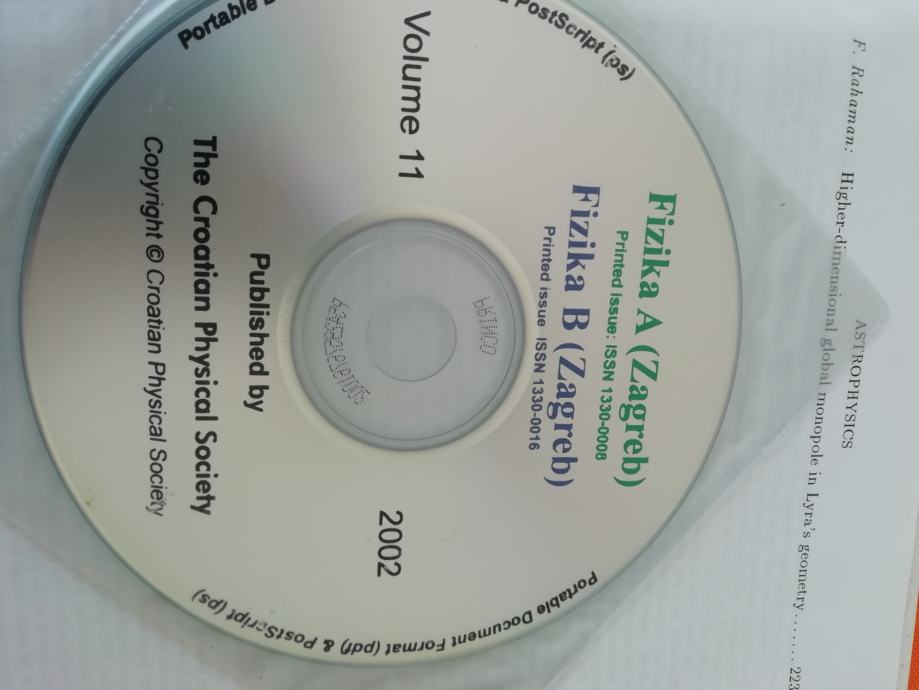 F. Rahaman: Higher-dimensional global monopole in Lyra's geometry....... 223
ASTROPHYSICS
Fizika A (Zagreb)
Printed issue: ISSN 1330-0008
Fizika B (Zagreb)
Printed issue ISSN 1330-0016
Volume 11
2002
Published by
The Croatian Physical Society
Copyright © Croatian Physical Society
Portable
PostScript (ps)
Portable Document Format (pdf) & PostScript (ps)